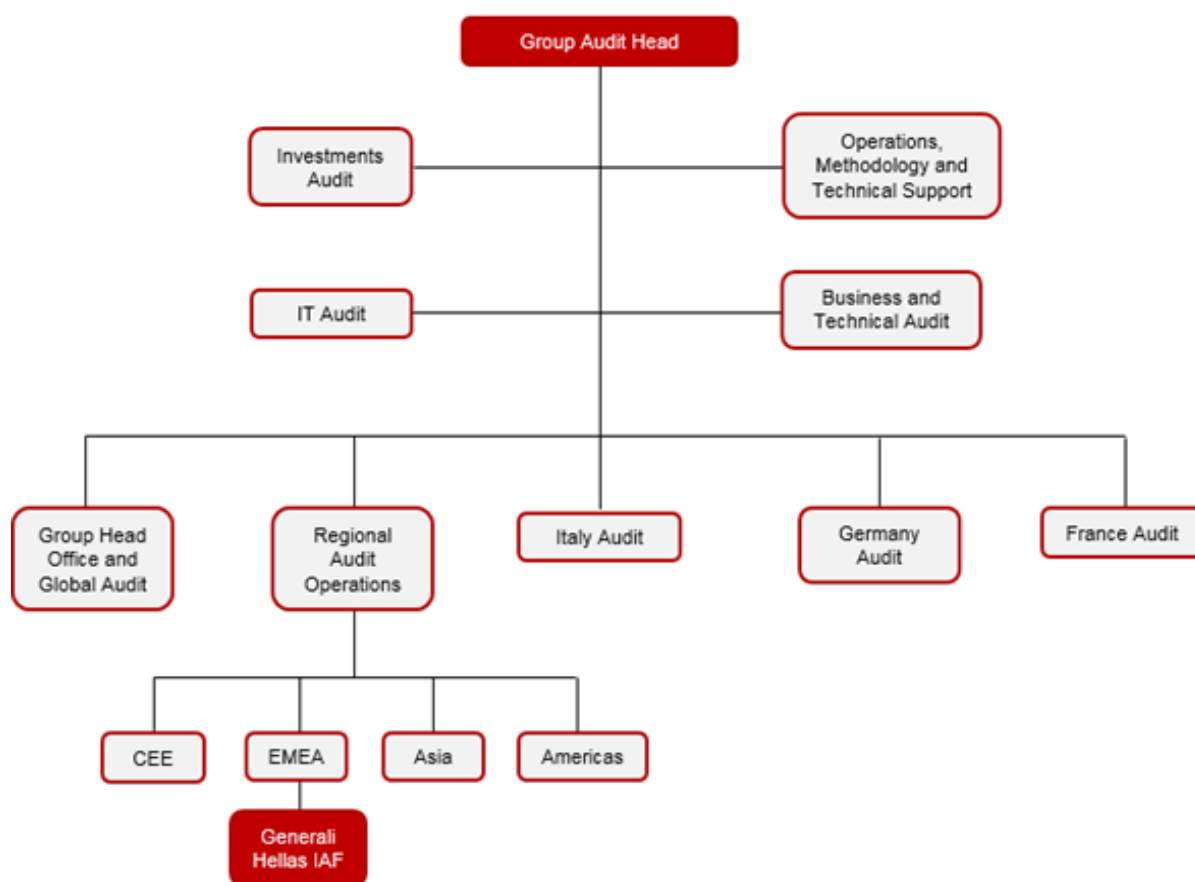 Group Audit Head
Investments
Audit
Operations,
Methodology and
Technical Support
IT Audit
Business and
Technical Audit
Group Head
Office and
Global Audit
Regional
Audit
Operations
Italy Audit
Germany
Audit
France Audit
CEE
EMEA
Asia
Americas
Generali
Hellas IAF